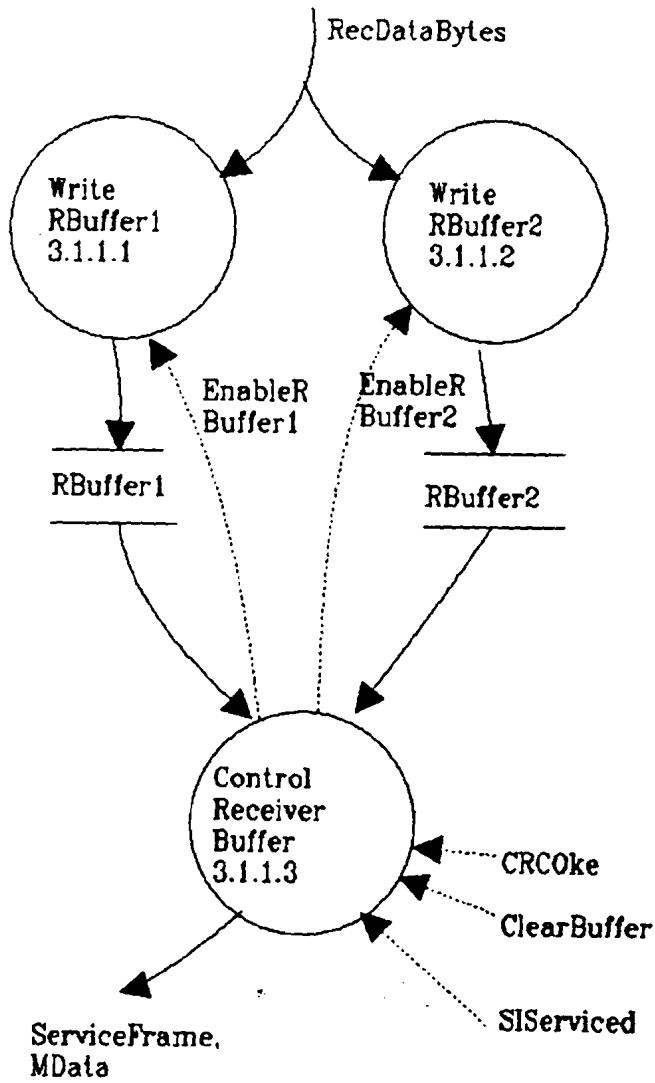 RecDataBytes
Write
RBuffer1
3.1.1.1
Write
RBuffer2
3.1.1.2
EnableR
Buffer1
EnableR
Buffer2
RBuffer1
RBuffer2
Control
Receiver
Buffer
3.1.1.3
CRCOke
ClearBuffer
SIServiced
ServiceFrame,
MData